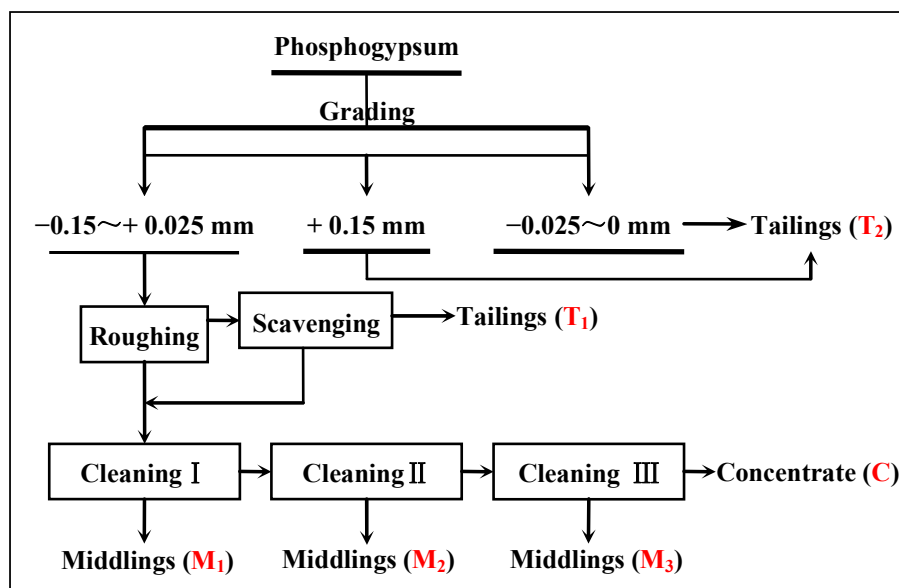 Phosphogypsum
Grading
−0.15～+ 0.025 mm
+ 0.15 mm
−0.025～0 mm
Tailings (T₂)
Roughing
Scavenging
Tailings (T₁)
Cleaning Ⅰ
Cleaning Ⅱ
Cleaning Ⅲ
Concentrate (C)
Middlings (M₁)
Middlings (M₂)
Middlings (M₃)